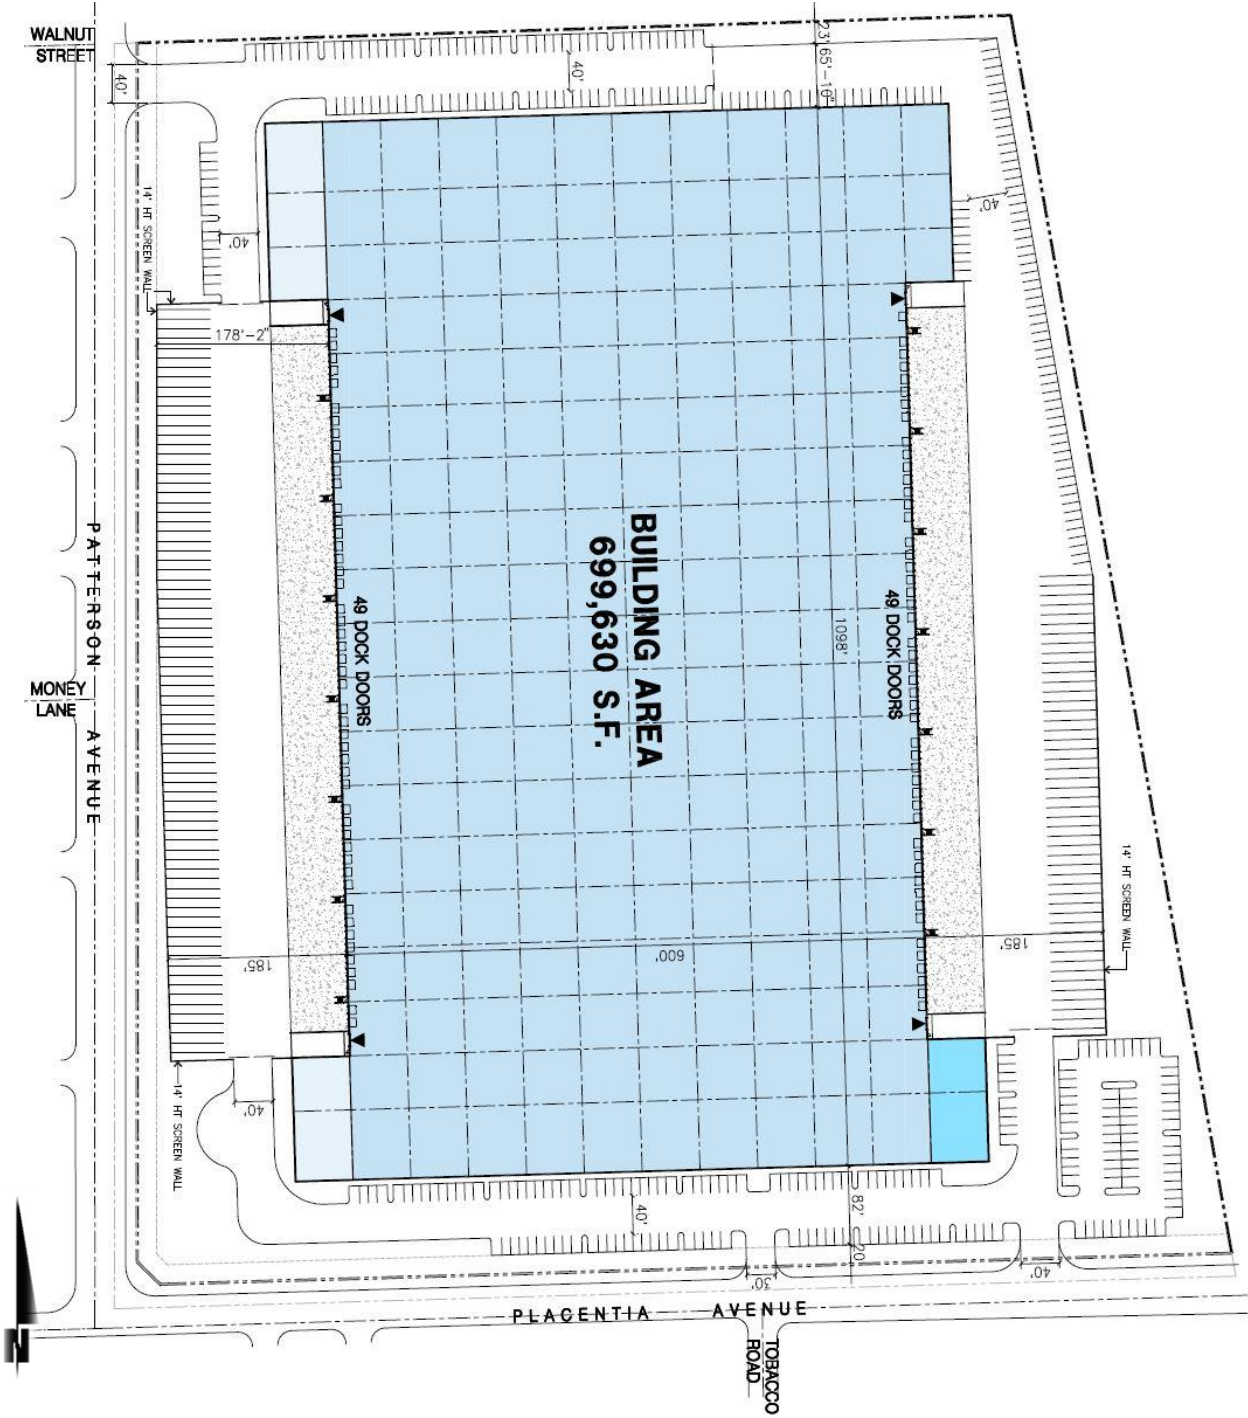 WALNUT
STREET
40'
40'
23'
65'-10"
40'
40'
14' HT SCREEN WALL
178'-2"
BUILDING AREA
699,630 S.F.
49 DOCK DOORS
49 DOCK DOORS
1098'
PATTERSON AVENUE
MONEY
LANE
14' HT SCREEN WALL
185'
600'
185'
14' HT SCREEN WALL
40'
40'
82'
20'
30'
40'
PLACENTIA AVENUE
TOBACCO
ROAD
N